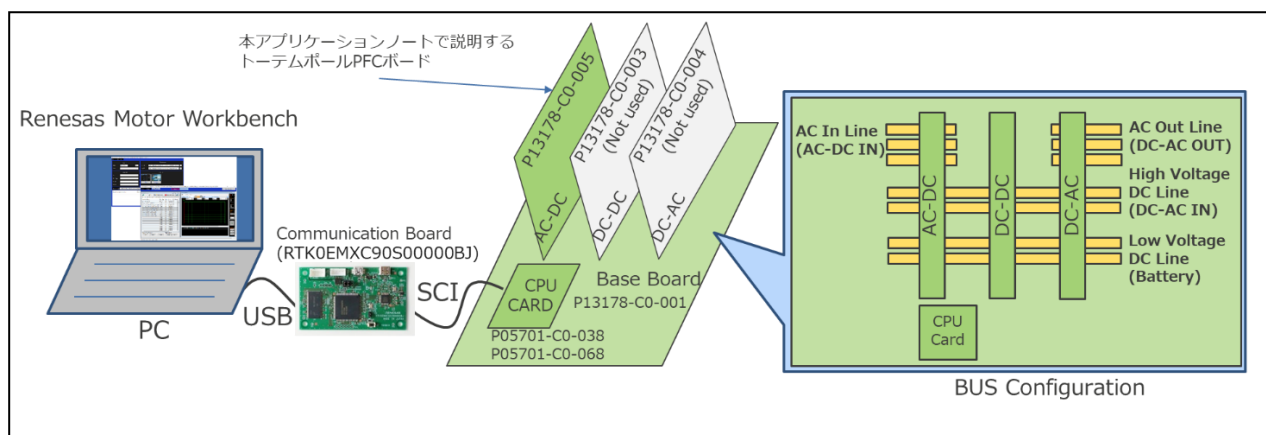 本アプリケーションノートで説明する
トーテムポールPFCボード
Renesas Motor Workbench
PC
USB
Communication Board
(RTK0EMXC90S00000BJ)
SCI
P13178-C0-005
AC-DC
P13178-C0-003
(Not used)
DC-DC
P13178-C0-004
(Not used)
DC-AC
CPU
CARD
Base Board
P13178-C0-001
P05701-C0-038
P05701-C0-068
AC In Line
(AC-DC IN)
AC-DC
DC-DC
DC-AC
AC Out Line
(DC-AC OUT)
High Voltage
DC Line
(DC-AC IN)
Low Voltage
DC Line
(Battery)
CPU
Card
BUS Configuration